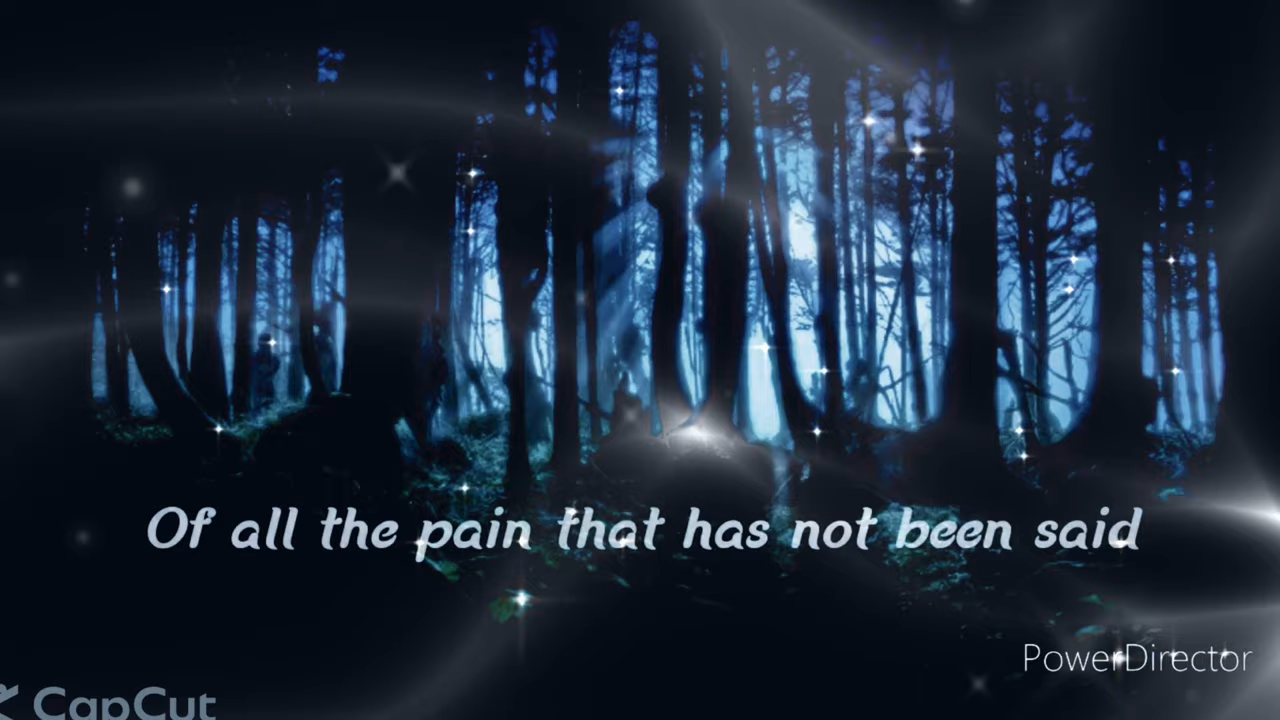 Of all the pain that has not been said
PowerDirector
CapCut